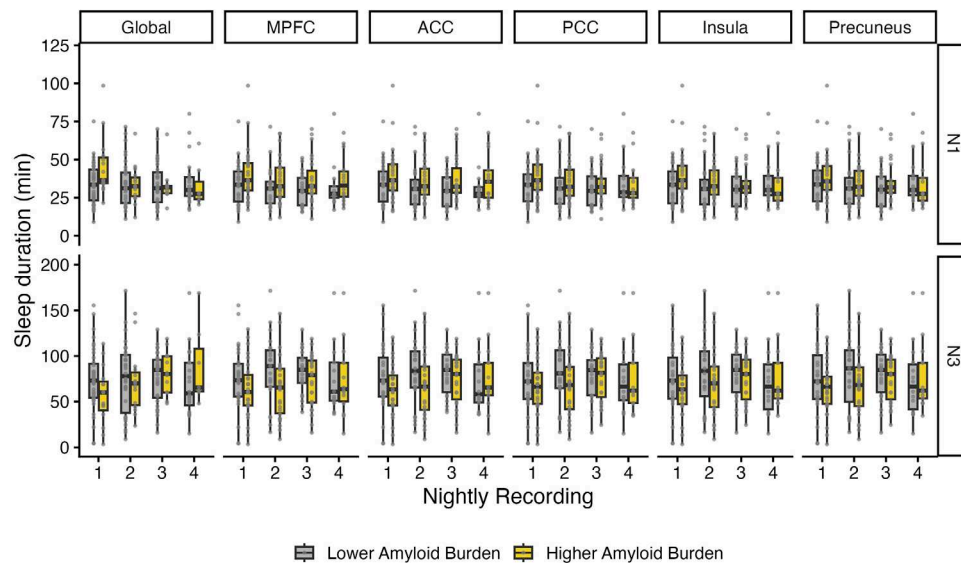 Global MPFC ACC PCC Insula Precuneus
125
100
75
50
25
0
N1
Sleep duration (min)
200
150
100
50
0
N3
1 2 3 4 1 2 3 4 1 2 3 4 1 2 3 4 1 2 3 4 1 2 3 4
Nightly Recording
Lower Amyloid Burden Higher Amyloid Burden